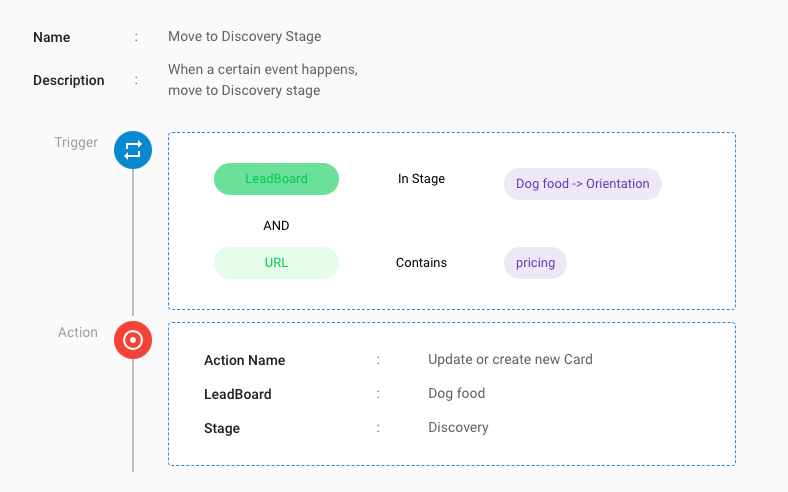 Name : Move to Discovery Stage
Description : When a certain event happens,
move to Discovery stage
Trigger
LeadBoard In Stage Dog food -> Orientation
AND
URL Contains pricing
Action
Action Name : Update or create new Card
LeadBoard : Dog food
Stage : Discovery